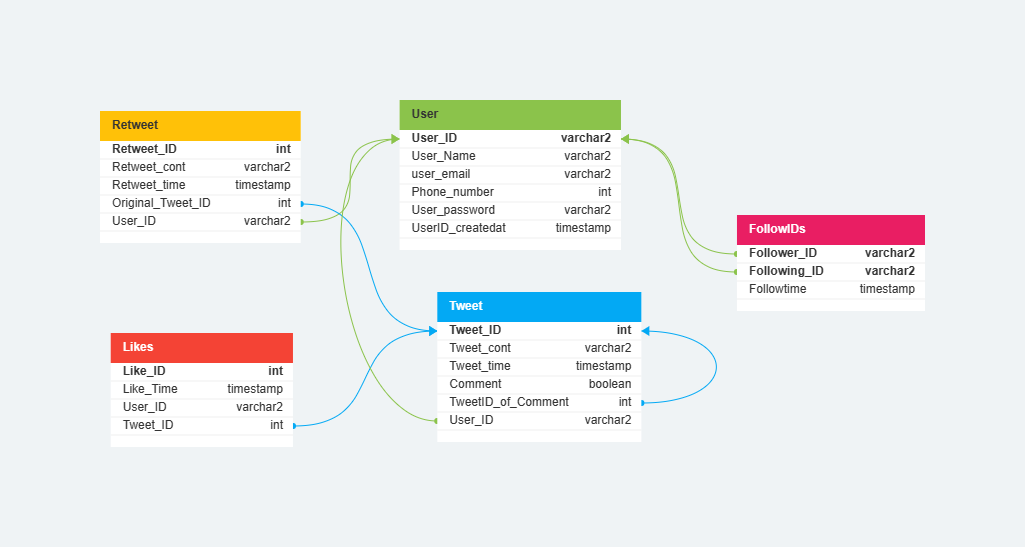 Retweet
Retweet_ID int
Retweet_cont varchar2
Retweet_time timestamp
Original_Tweet_ID int
User_ID varchar2
User
User_ID varchar2
User_Name varchar2
user_email varchar2
Phone_number int
User_password varchar2
UserID_createdat timestamp
FollowIDs
Follower_ID varchar2
Following_ID varchar2
Followtime timestamp
Likes
Like_ID int
Like_Time timestamp
User_ID varchar2
Tweet_ID int
Tweet
Tweet_ID int
Tweet_cont varchar2
Tweet_time timestamp
Comment boolean
TweetID_of_Comment int
User_ID varchar2